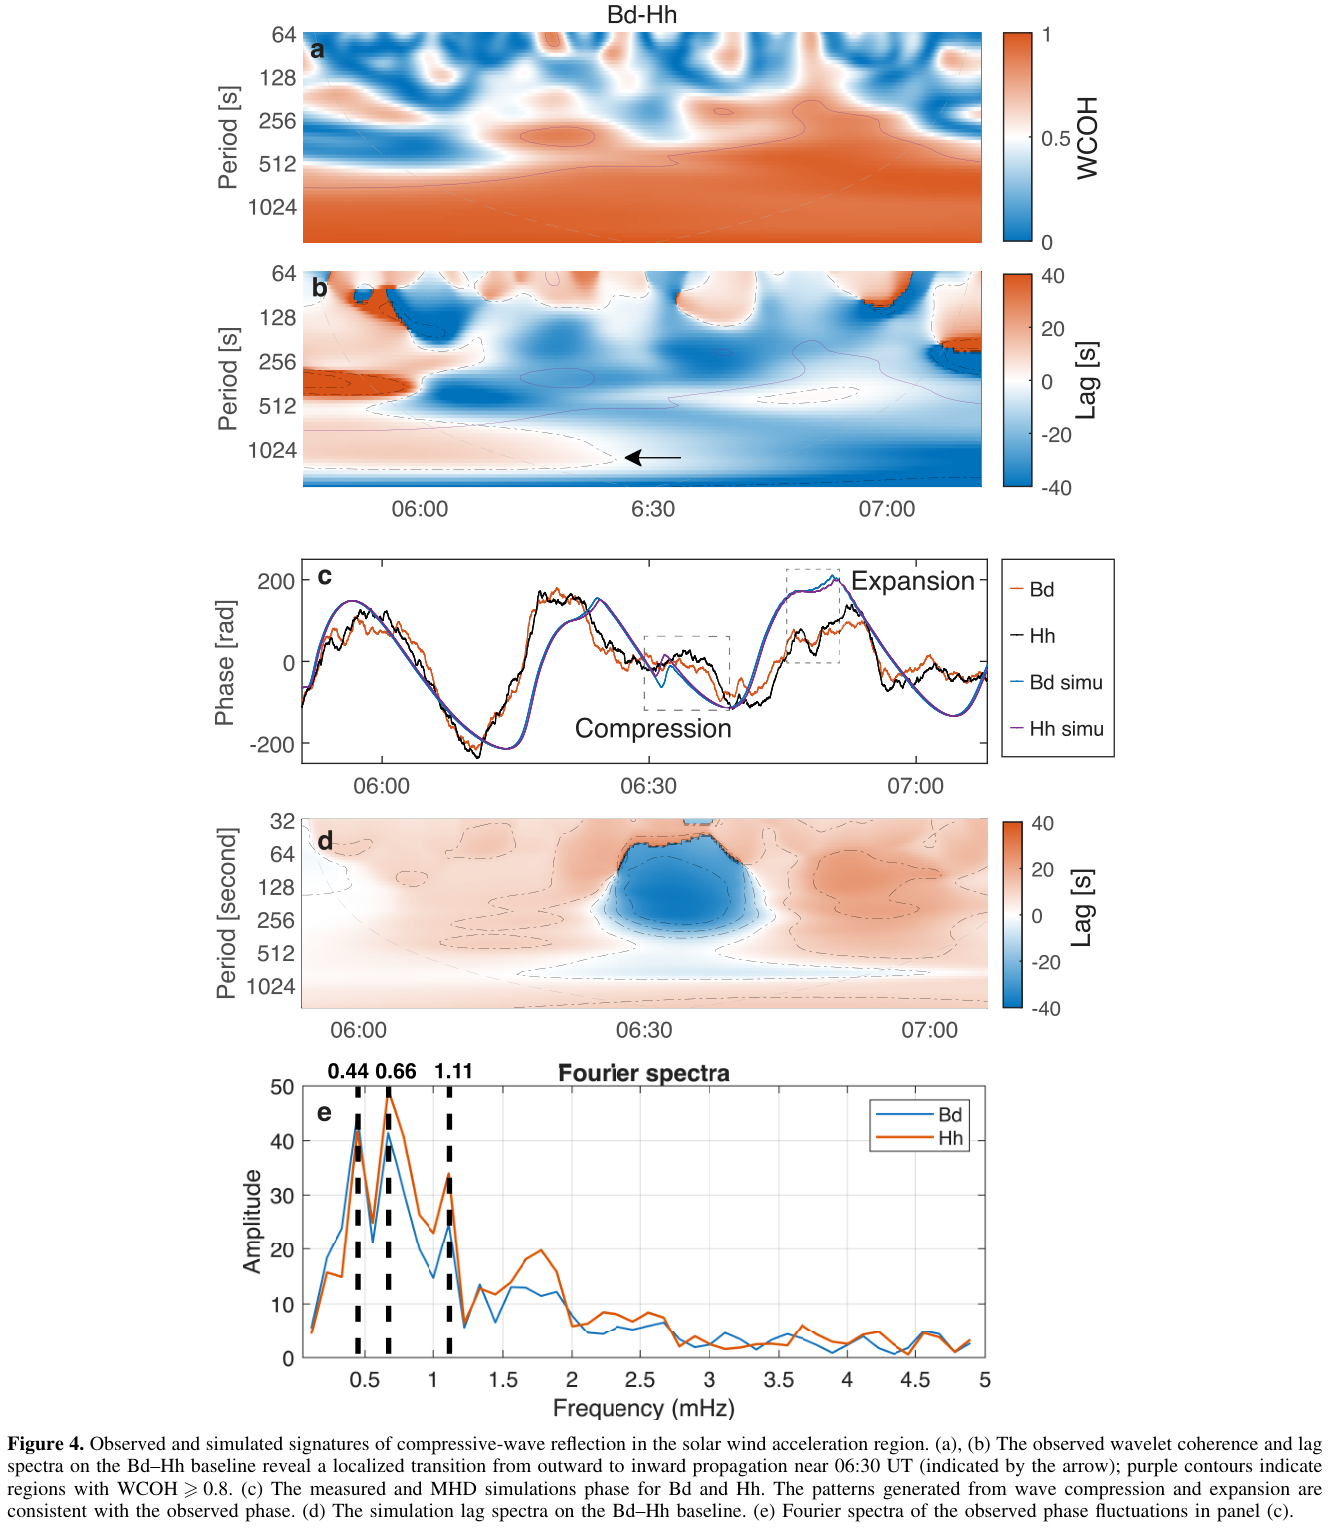 Bd-Hh
a
64
128
256
512
1024
Period [s]
1
0.5
0
WCOH
b
64
128
256
512
1024
Period [s]
40
20
0
-20
-40
Lag [s]
06:00
6:30
07:00
c
200
0
-200
Phase [rad]
Expansion
Compression
Bd
Hh
Bd simu
Hh simu
06:00
06:30
07:00
d
32
64
128
256
512
1024
Period [second]
40
20
0
-20
-40
Lag [s]
06:00
06:30
07:00
0.44 0.66 1.11
Fourier spectra
e
50
40
30
20
10
0
Amplitude
Bd
Hh
0.5 1 1.5 2 2.5 3 3.5 4 4.5 5
Frequency (mHz)
Figure 4. Observed and simulated signatures of compressive-wave reflection in the solar wind acceleration region. (a), (b) The observed wavelet coherence and lag
spectra on the Bd–Hh baseline reveal a localized transition from outward to inward propagation near 06:30 UT (indicated by the arrow); purple contours indicate
regions with WCOH ⩾ 0.8. (c) The measured and MHD simulations phase for Bd and Hh. The patterns generated from wave compression and expansion are
consistent with the observed phase. (d) The simulation lag spectra on the Bd–Hh baseline. (e) Fourier spectra of the observed phase fluctuations in panel (c).